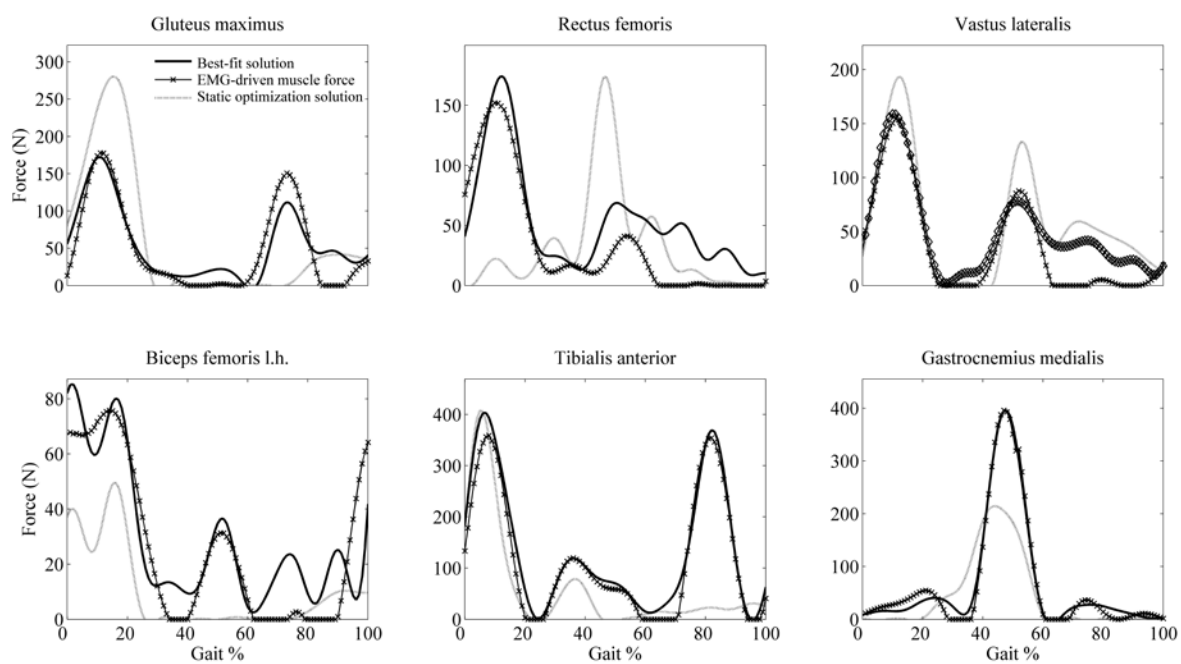 Gluteus maximus
Rectus femoris
Vastus lateralis
Best-fit solution
EMG-driven muscle force
Static optimization solution
Force (N)
300
250
200
150
100
50
0
150
100
50
0
200
150
100
50
0
Biceps femoris l.h.
Tibialis anterior
Gastrocnemius medialis
Force (N)
80
60
40
20
0
400
300
200
100
0
400
300
200
100
0
0 20 40 60 80 100
0 20 40 60 80 100
0 20 40 60 80 100
Gait %
Gait %
Gait %